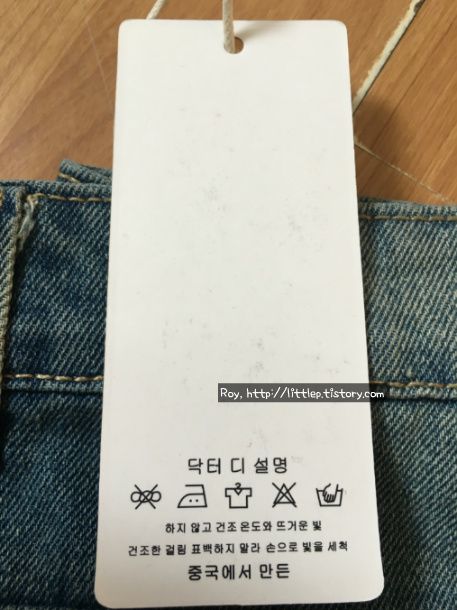 Roy, http://littlep.tistory.com
닥터 디 설명
하지 않고 건조 온도와 뜨거운 빛
건조한 걸림 표백하지 말라 손으로 빛을 세척
중국에서 만든